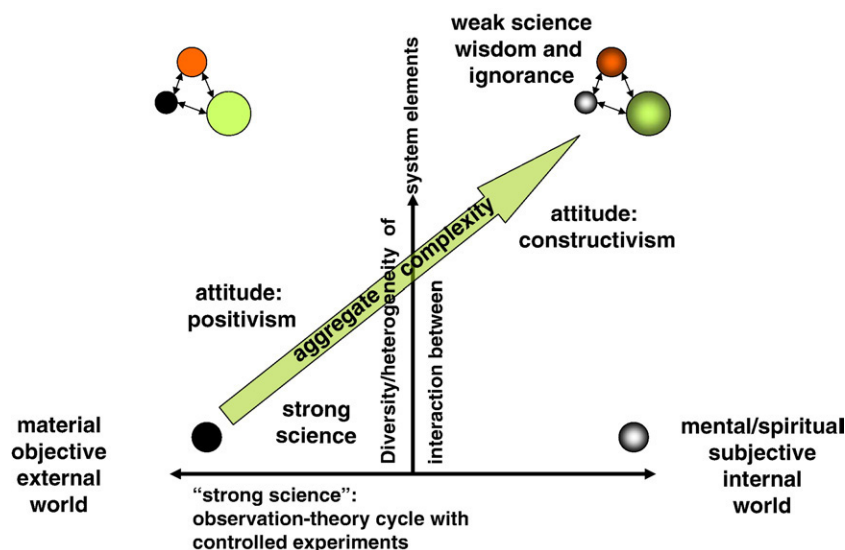 weak science
wisdom and
ignorance
system elements
Diversity/heterogeneity of
interaction between
aggregate complexity
attitude:
constructivism
attitude:
positivism
strong
science
material
objective
external
world
mental/spiritual
subjective
internal
world
“strong science”:
observation-theory cycle with
controlled experiments